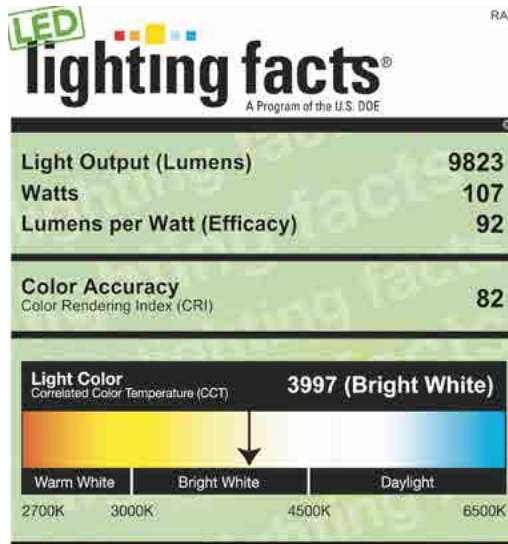 RA
LED
lighting facts®
A Program of the U.S. DOE
Light Output (Lumens) 9823
Watts 107
Lumens per Watt (Efficacy) 92
Color Accuracy
Color Rendering Index (CRI) 82
Light Color
Correlated Color Temperature (CCT) 3997 (Bright White)
Warm White Bright White Daylight
2700K 3000K 4500K 6500K